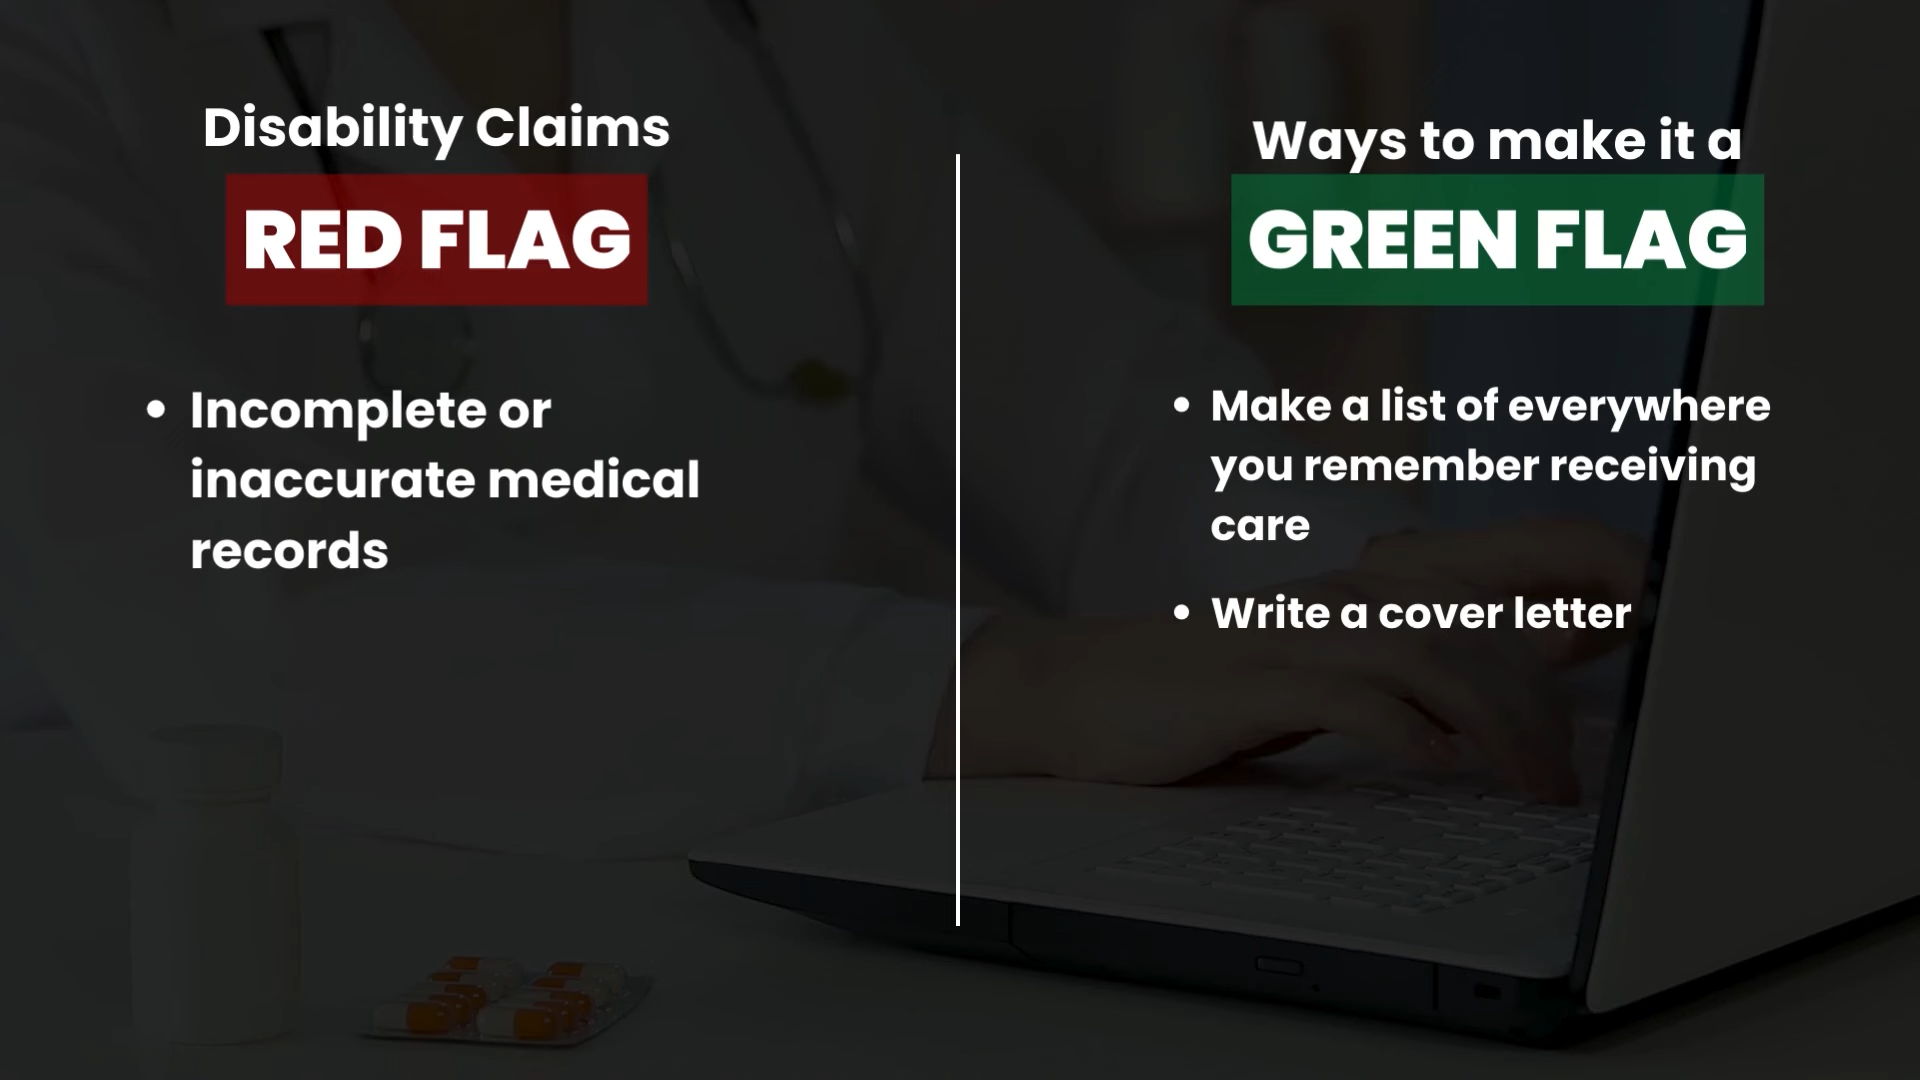 Disability Claims
RED FLAG
• Incomplete or
inaccurate medical
records
Ways to make it a
GREEN FLAG
• Make a list of everywhere
you remember receiving
care
• Write a cover letter